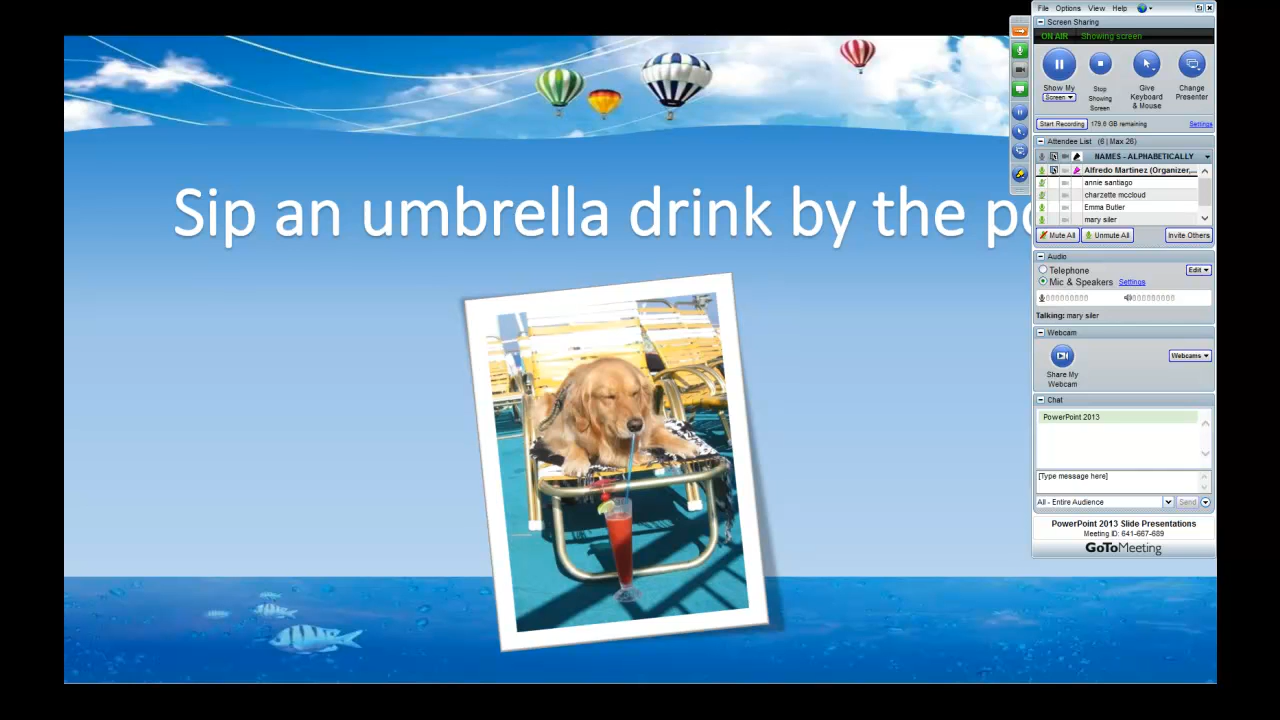 File Options View Help
Screen Sharing
ON AIR Showing screen
Show My
Screen
Stop
Showing
Screen
Give
Keyboard
& Mouse
Change
Presenter
Start Recording 179.6 GB remaining Settings
Attendee List (6 | Max 26)
NAMES - ALPHABETICALLY
Alfredo Martinez (Organizer,...
annie santiago
charzette mccloud
Emma Butler
mary siler
Mute All Unmute All Invite Others
Audio
Telephone Edit
Mic & Speakers Settings
Talking: mary siler
Webcam
Webcams
Share My
Webcam
Chat
PowerPoint 2013
[Type message here]
All - Entire Audience Send
PowerPoint 2013 Slide Presentations
Meeting ID: 641-667-689
GoToMeeting
Sip an umbrella drink by the